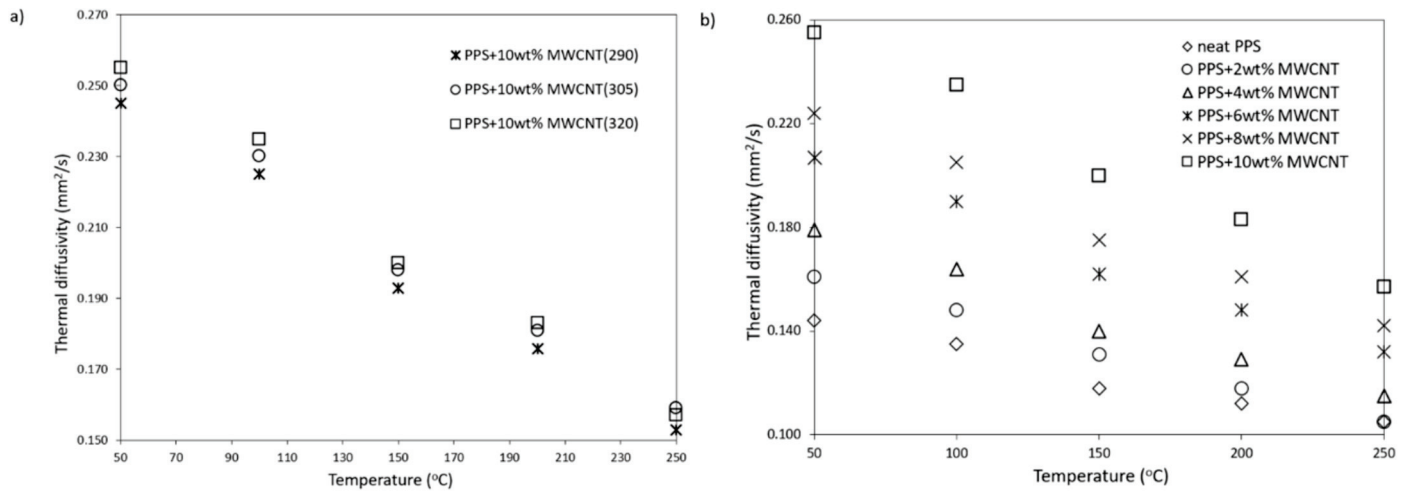 a)
0.270
0.250
0.230
0.210
0.190
0.170
0.150
Thermal diffusivity (mm²/s)
PPS+10wt% MWCNT(290)
PPS+10wt% MWCNT(305)
PPS+10wt% MWCNT(320)
50 70 90 110 130 150 170 190 210 230 250
Temperature (°C)
b)
0.260
0.220
0.180
0.140
0.100
Thermal diffusivity (mm²/s)
neat PPS
PPS+2wt% MWCNT
PPS+4wt% MWCNT
PPS+6wt% MWCNT
PPS+8wt% MWCNT
PPS+10wt% MWCNT
50 100 150 200 250
Temperature (°C)